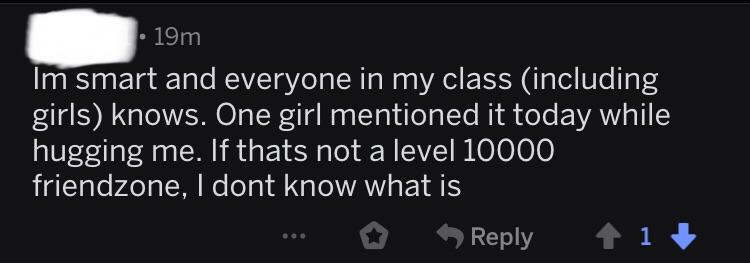 • 19m
Im smart and everyone in my class (including
girls) knows. One girl mentioned it today while
hugging me. If thats not a level 10000
friendzone, I dont know what is
... Reply 1